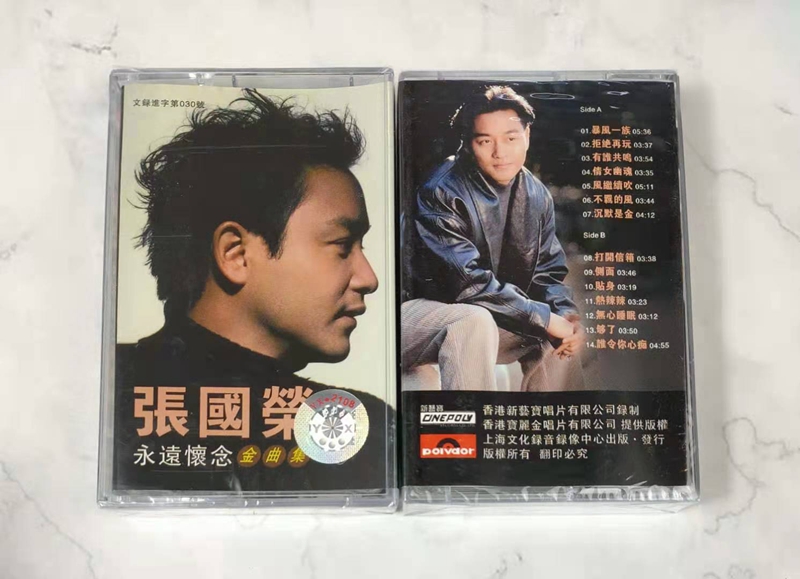 文録進字第030號
張國榮
永遠懷念 金曲集
Side A
01.暴風一族 05:36
02.拒絕再玩 03:37
03.有誰共鳴 03:54
04.倩女幽魂 03:35
05.風繼續吹 05:11
06.不羈的風 03:44
07.沉默是金 04:12
Side B
08.打開信箱 03:38
09.側面 03:46
10.貼身 03:19
11.熱辣辣 03:23
12.無心睡眠 03:12
13.够了 03:50
14.誰令你心痴 04:55
新藝寶
CINEPOLY
香港新藝寶唱片有限公司録制
香港寶麗金唱片有限公司 提供版權
polydor
上海文化録音録像中心出版·發行
版權所有 翻印必究